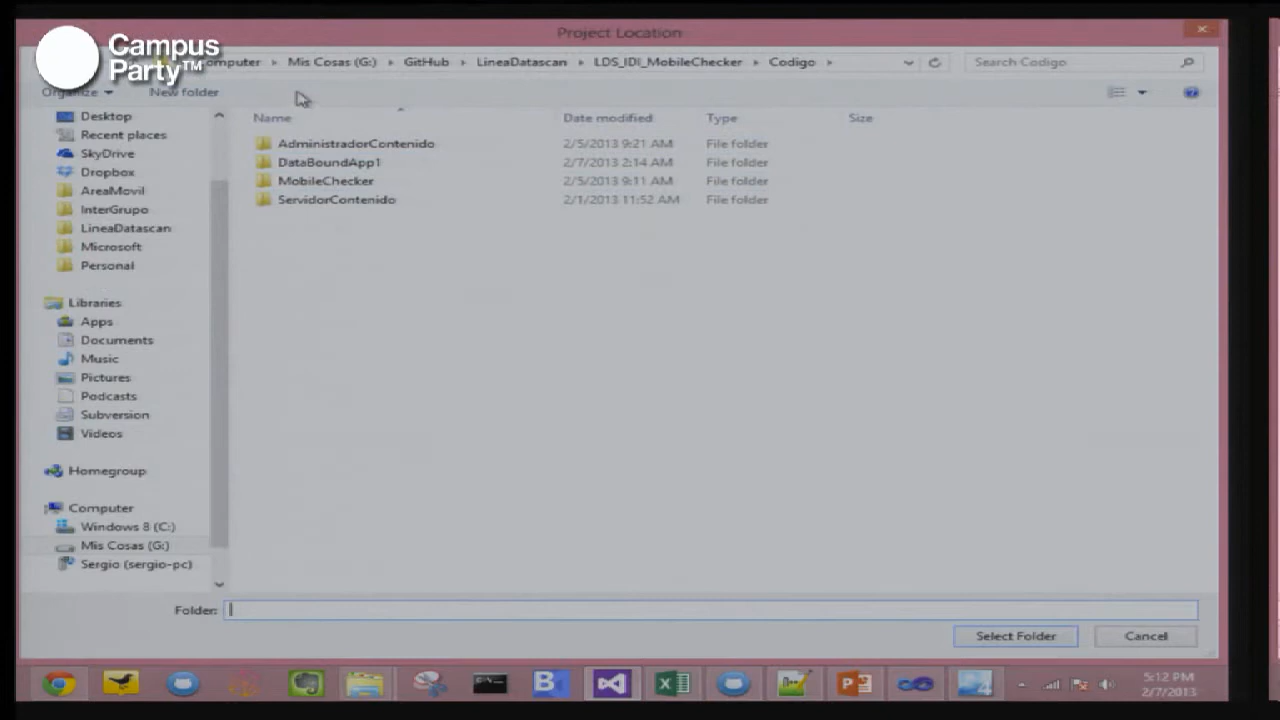 Project Location
Campus
Party™
Mis Cosas (G:) GitHub LineaDatascan LDS_IDI_MobileChecker Codigo Search Codigo
Organize New folder
Name Date modified Type Size
Desktop
Recent places
SkyDrive
Dropbox
AreaMovil
InterGrupo
LineaDatascan
Microsoft
Personal
Libraries
Apps
Documents
Music
Pictures
Podcasts
Subversion
Videos
Homegroup
Computer
Windows 8 (C:)
Mis Cosas (G:)
Sergio (sergio-pc)
AdministradorContenido 2/5/2013 9:21 AM File folder
DataBoundApp1 2/7/2013 2:14 AM File folder
MobileChecker 2/5/2013 9:11 AM File folder
ServidorContenido 2/1/2013 11:52 AM File folder
Folder:
Select Folder Cancel
5:12 PM
2/7/2013